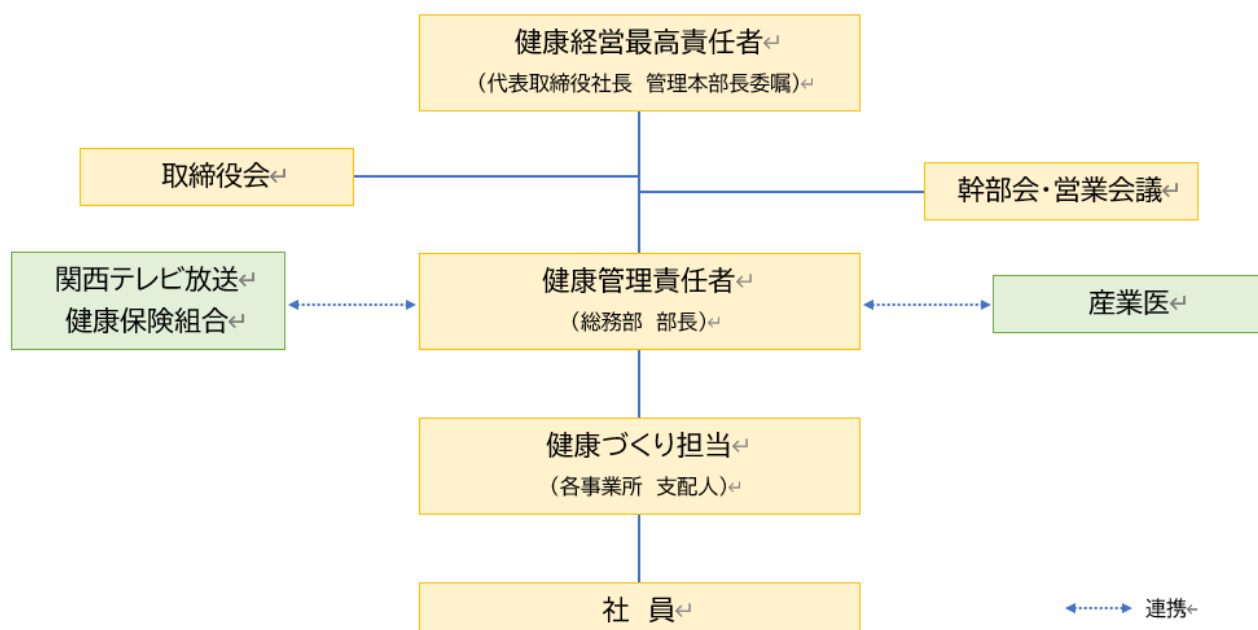 健康経営最高責任者↵
(代表取締役社長 管理本部長委嘱)↵
取締役会↵
幹部会・営業会議↵
関西テレビ放送↵
健康保険組合↵
健康管理責任者↵
(総務部 部長)↵
産業医↵
健康づくり担当↵
(各事業所 支配人)↵
社 員↵
連携↵